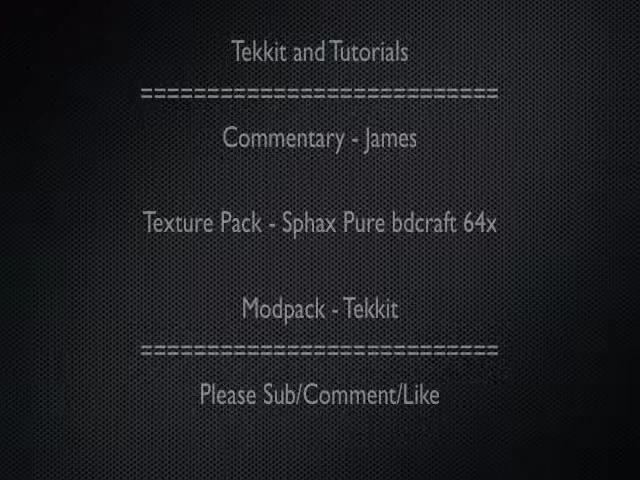 Tekkit and Tutorials
===========================
Commentary - James
Texture Pack - Sphax Pure bdcraft 64x
Modpack - Tekkit
===========================
Please Sub/Comment/Like